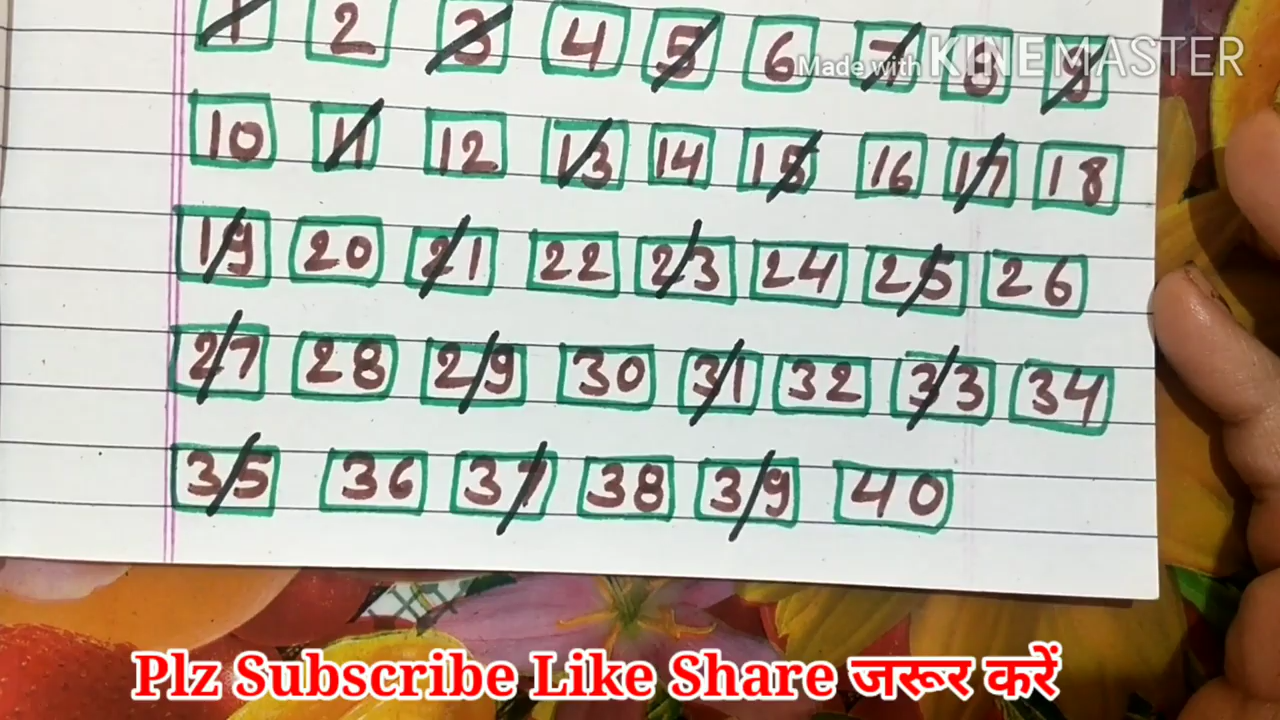 1 2 3 4 5 6 7 8 9
Made with KINEMASTER
10 11 12 13 14 15 16 17 18
19 20 21 22 23 24 25 26
27 28 29 30 31 32 33 34
35 36 37 38 39 40
Plz Subscribe Like Share जरूर करें